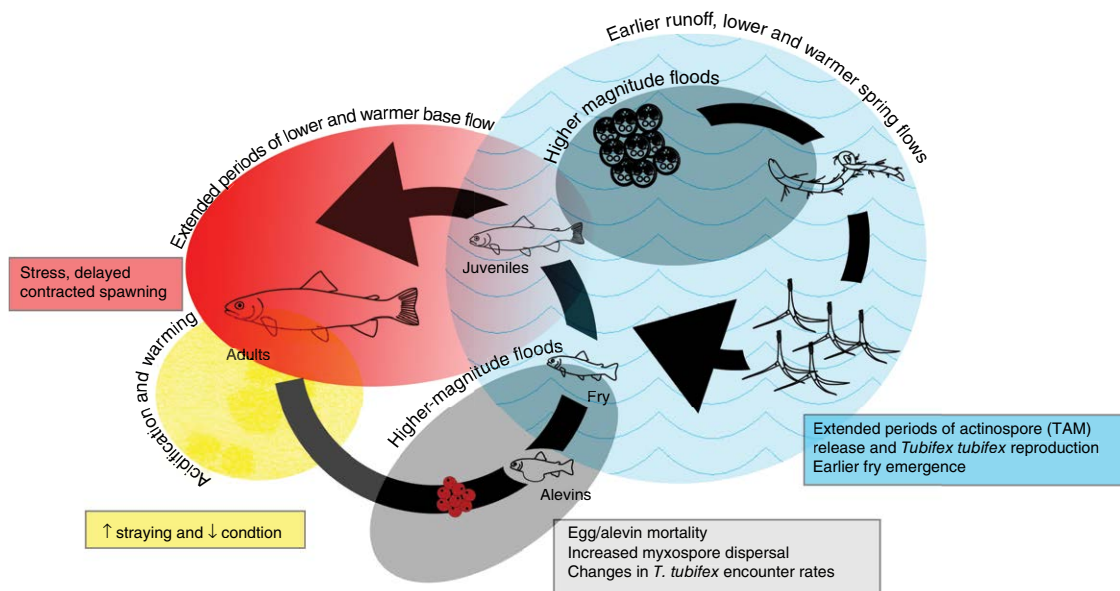 Earlier runoff, lower and warmer spring flows
Higher magnitude floods
Extended periods of lower and warmer base flow
Juveniles
Stress, delayed
contracted spawning
Acidification and warming
Adults
Higher-magnitude floods
Fry
Alevins
Extended periods of actinospore (TAM)
release and Tubifex tubifex reproduction
Earlier fry emergence
↑ straying and ↓ condtion
Egg/alevin mortality
Increased myxospore dispersal
Changes in T. tubifex encounter rates